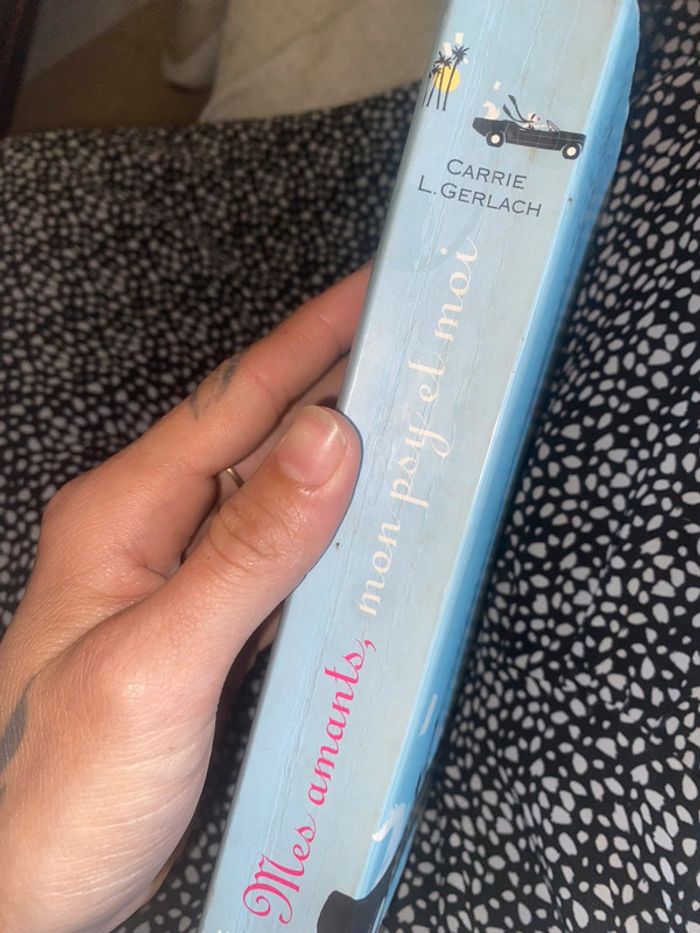 CARRIE
L. GERLACH
Mes amants, mon psy et moi